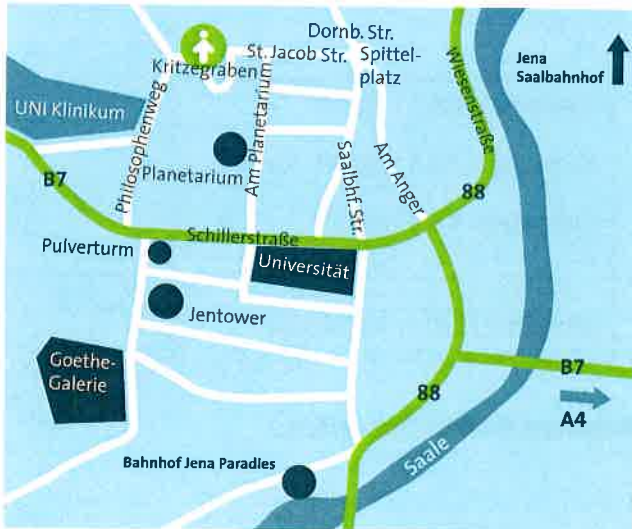 Dornb. Str.
St. Jacob Str.
Spittel-
platz
Kritzegraben
Jena
Saalbahnhof
Wiesenstraße
UNI Klinikum
Philosophenweg
Am Planetarium
Planetarium
Saalbhf. Str.
Am Anger
B7
88
Schillerstraße
Pulverturm
Universität
Jentower
Goethe-
Galerie
B7
88
A4
Saale
Bahnhof Jena Paradies